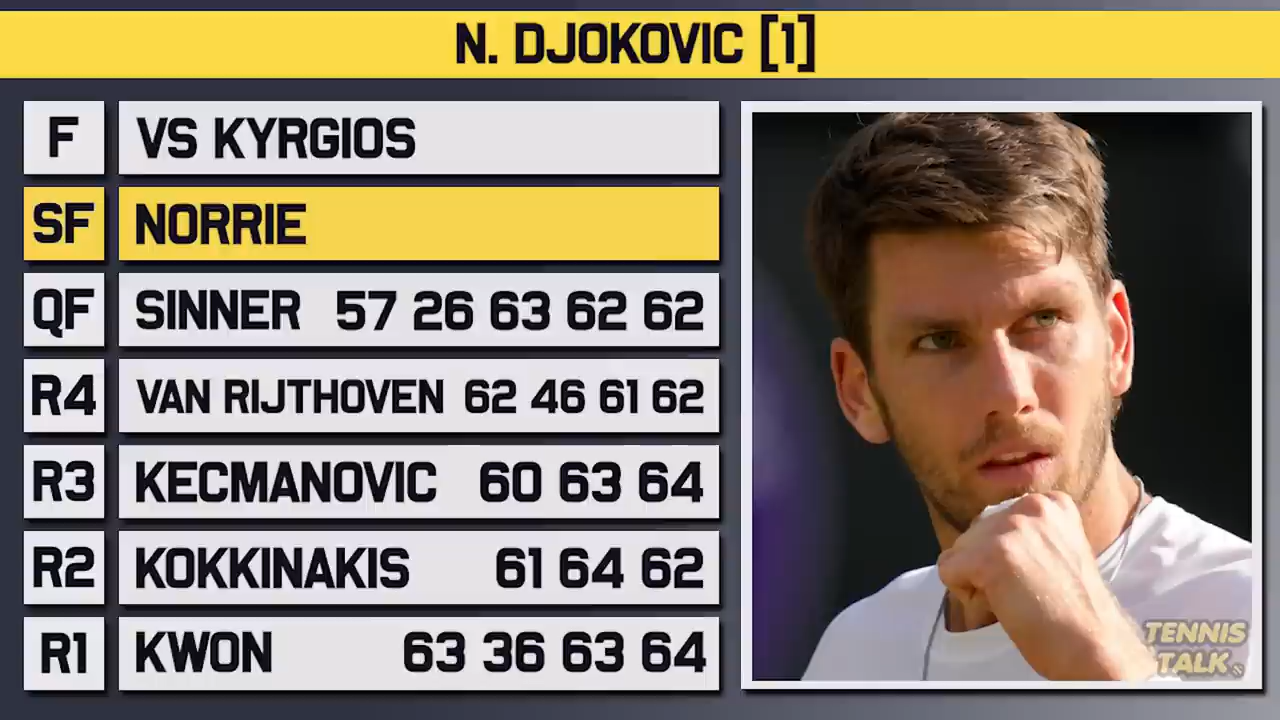 N. DJOKOVIC [1]
F VS KYRGIOS
SF NORRIE
QF SINNER 57 26 63 62 62
R4 VAN RIJTHOVEN 62 46 61 62
R3 KECMANOVIC 60 63 64
R2 KOKKINAKIS 61 64 62
R1 KWON 63 36 63 64
TENNIS
TALK